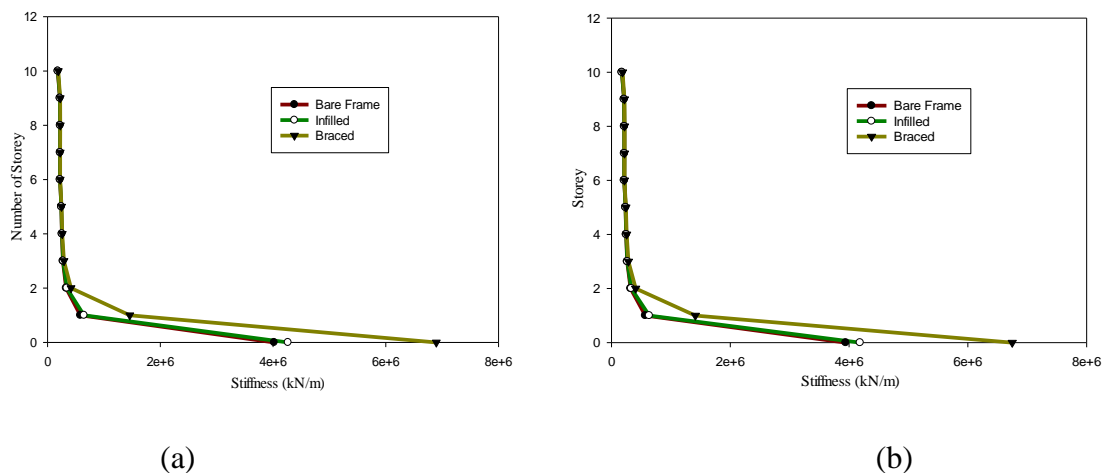 12
10
8
6
4
2
0
Number of Storey
Bare Frame
Infilled
Braced
0 2e+6 4e+6 6e+6 8e+6
Stiffness (kN/m)
(a)
12
10
8
6
4
2
0
Storey
Bare Frame
Infilled
Braced
0 2e+6 4e+6 6e+6 8e+6
Stiffness (kN/m)
(b)